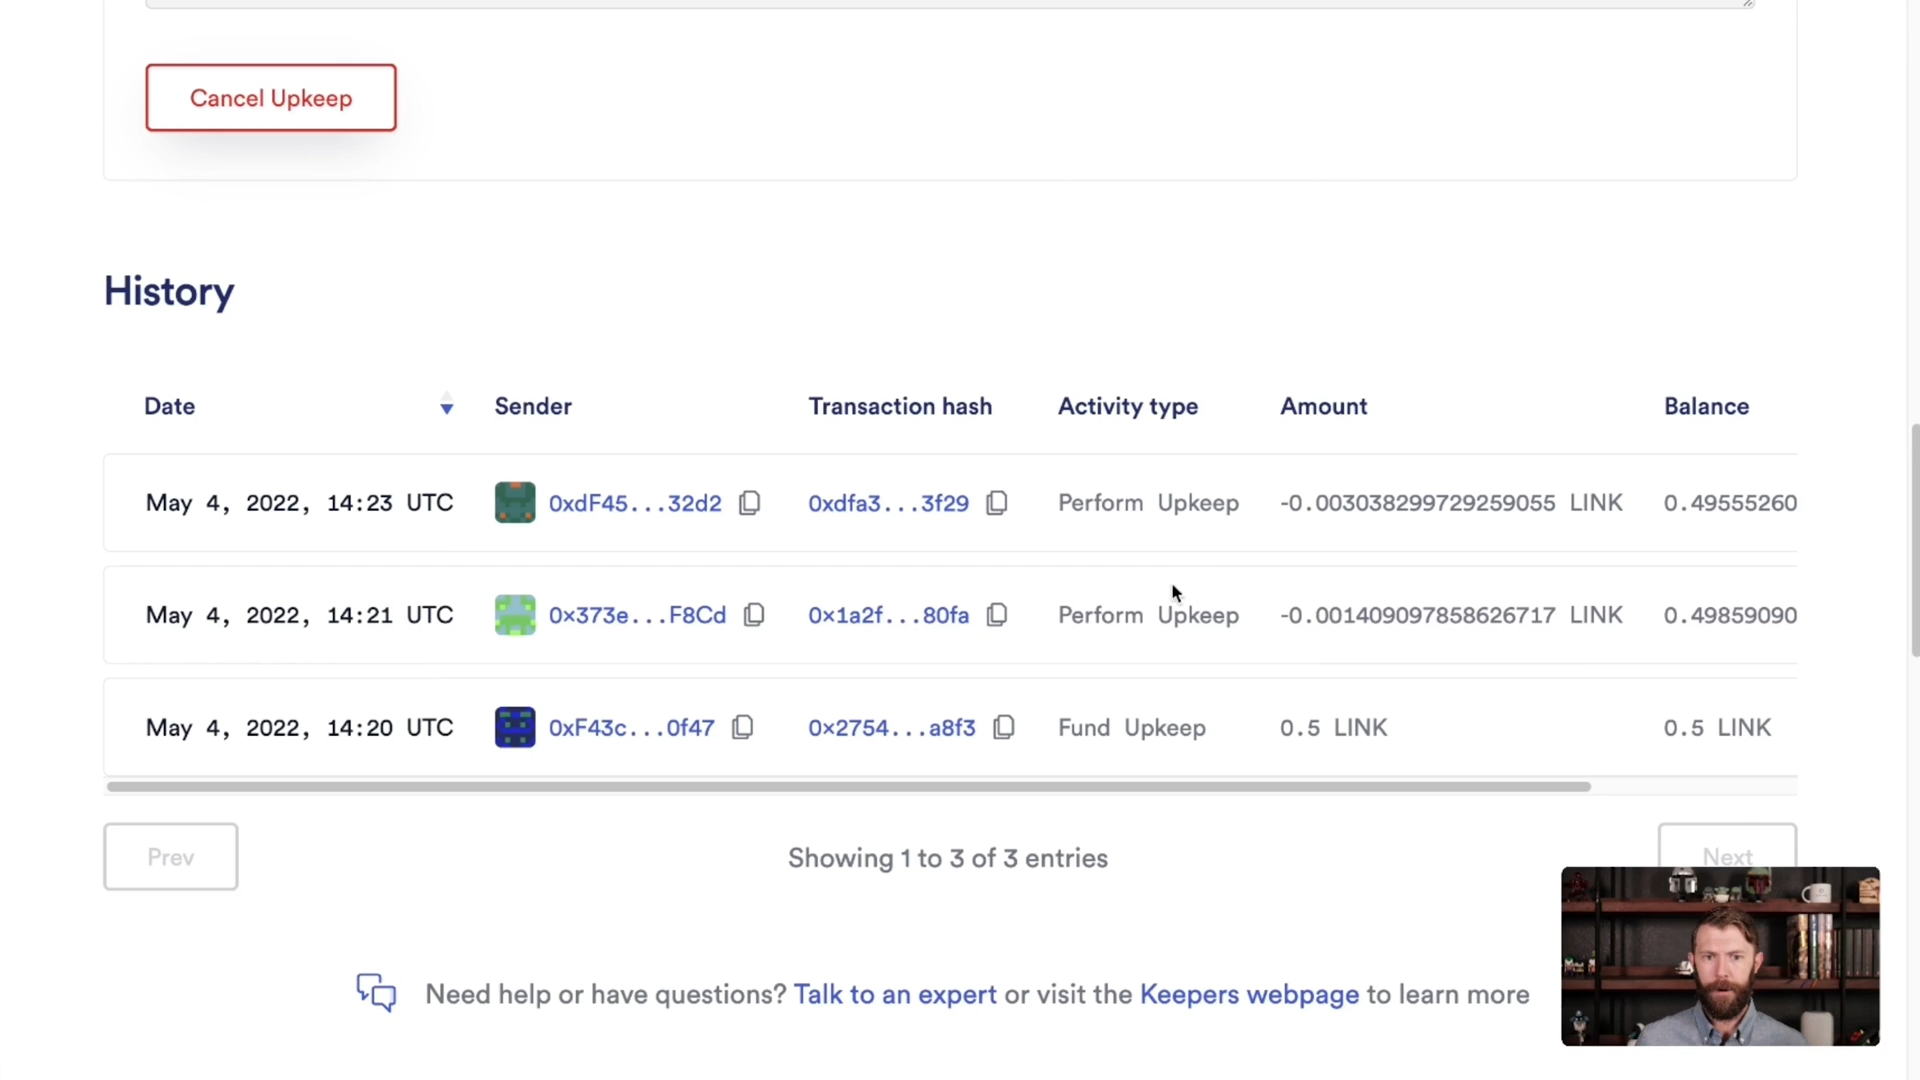 Cancel Upkeep
History
Date Sender Transaction hash Activity type Amount Balance
May 4, 2022, 14:23 UTC 0xdF45...32d2 0xdfa3...3f29 Perform Upkeep -0.003038299729259055 LINK 0.49555260
May 4, 2022, 14:21 UTC 0x373e...F8Cd 0x1a2f...80fa Perform Upkeep -0.001409097858626717 LINK 0.49859090
May 4, 2022, 14:20 UTC 0xF43c...0f47 0x2754...a8f3 Fund Upkeep 0.5 LINK 0.5 LINK
Prev Showing 1 to 3 of 3 entries Next
Need help or have questions? Talk to an expert or visit the Keepers webpage to learn more